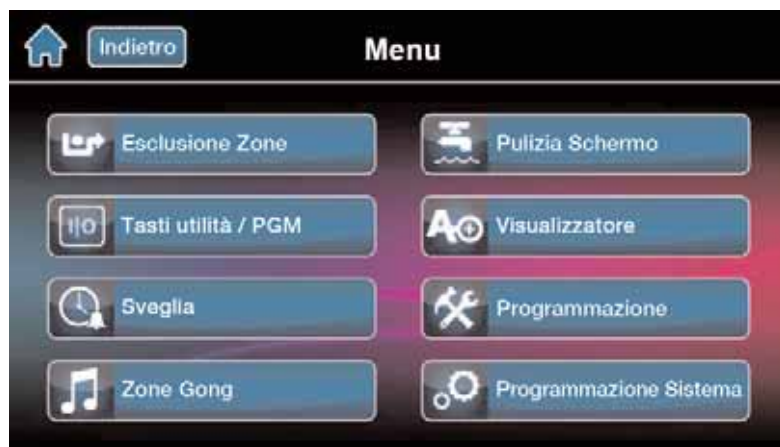 Indietro
Menu
Esclusione Zone
Pulizia Schermo
I|O
Tasti utilità / PGM
A
Visualizzatore
Sveglia
Programmazione
Zone Gong
Programmazione Sistema